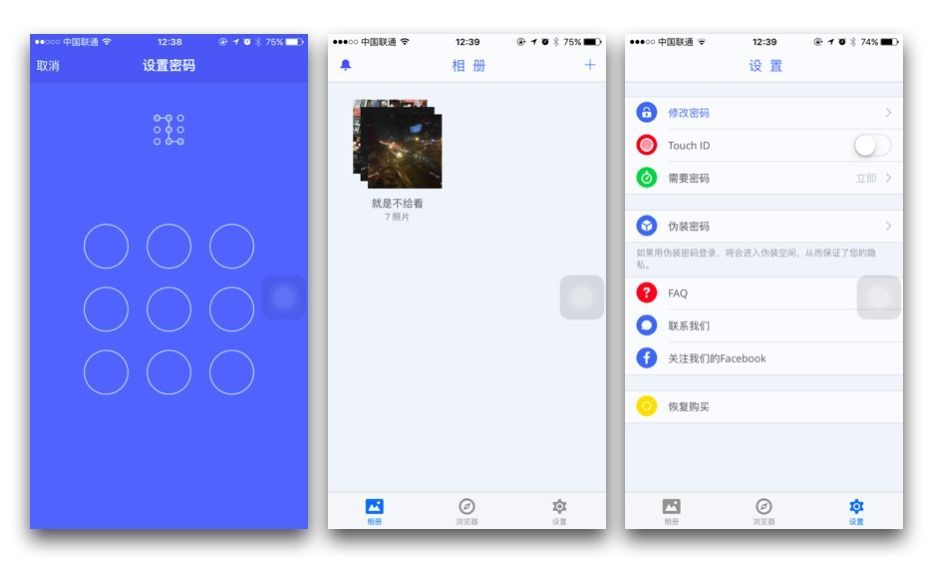 中国联通 12:38 75%
取消 设置密码
中国联通 12:39 75%
相 册
就是不给看
7 照片
相册 浏览器 设置
中国联通 12:39 74%
设 置
修改密码
Touch ID
需要密码 立即
伪装密码
如果用伪装密码登录，将会进入伪装空间，从而保证了您的隐
私。
FAQ
联系我们
关注我们的Facebook
恢复购买
相册 浏览器 设置